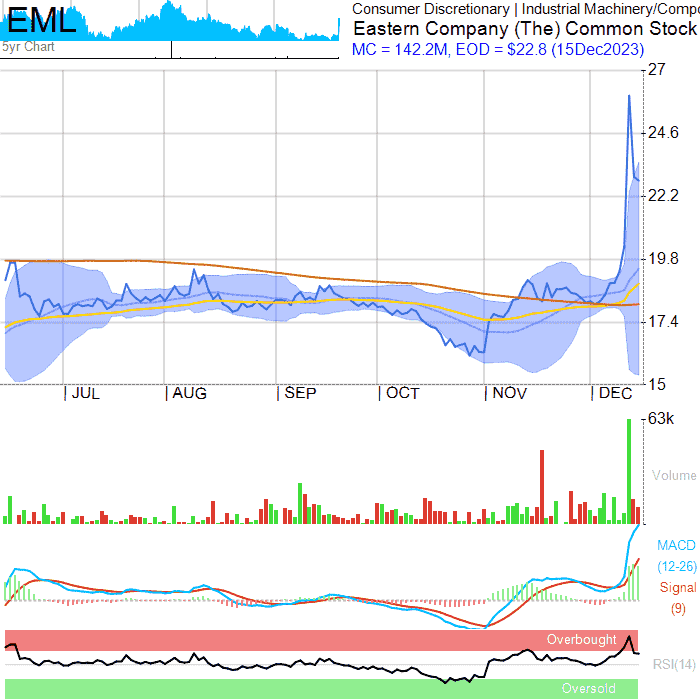 EML
5yr Chart
Consumer Discretionary | Industrial Machinery/Compo
Eastern Company (The) Common Stock
MC = 142.2M, EOD = $22.8 (15Dec2023)
27
24.6
22.2
19.8
17.4
15
JUL AUG SEP OCT NOV DEC
63k
Volume
MACD
(12-26)
Signal
(9)
Overbought
RSI(14)
Oversold